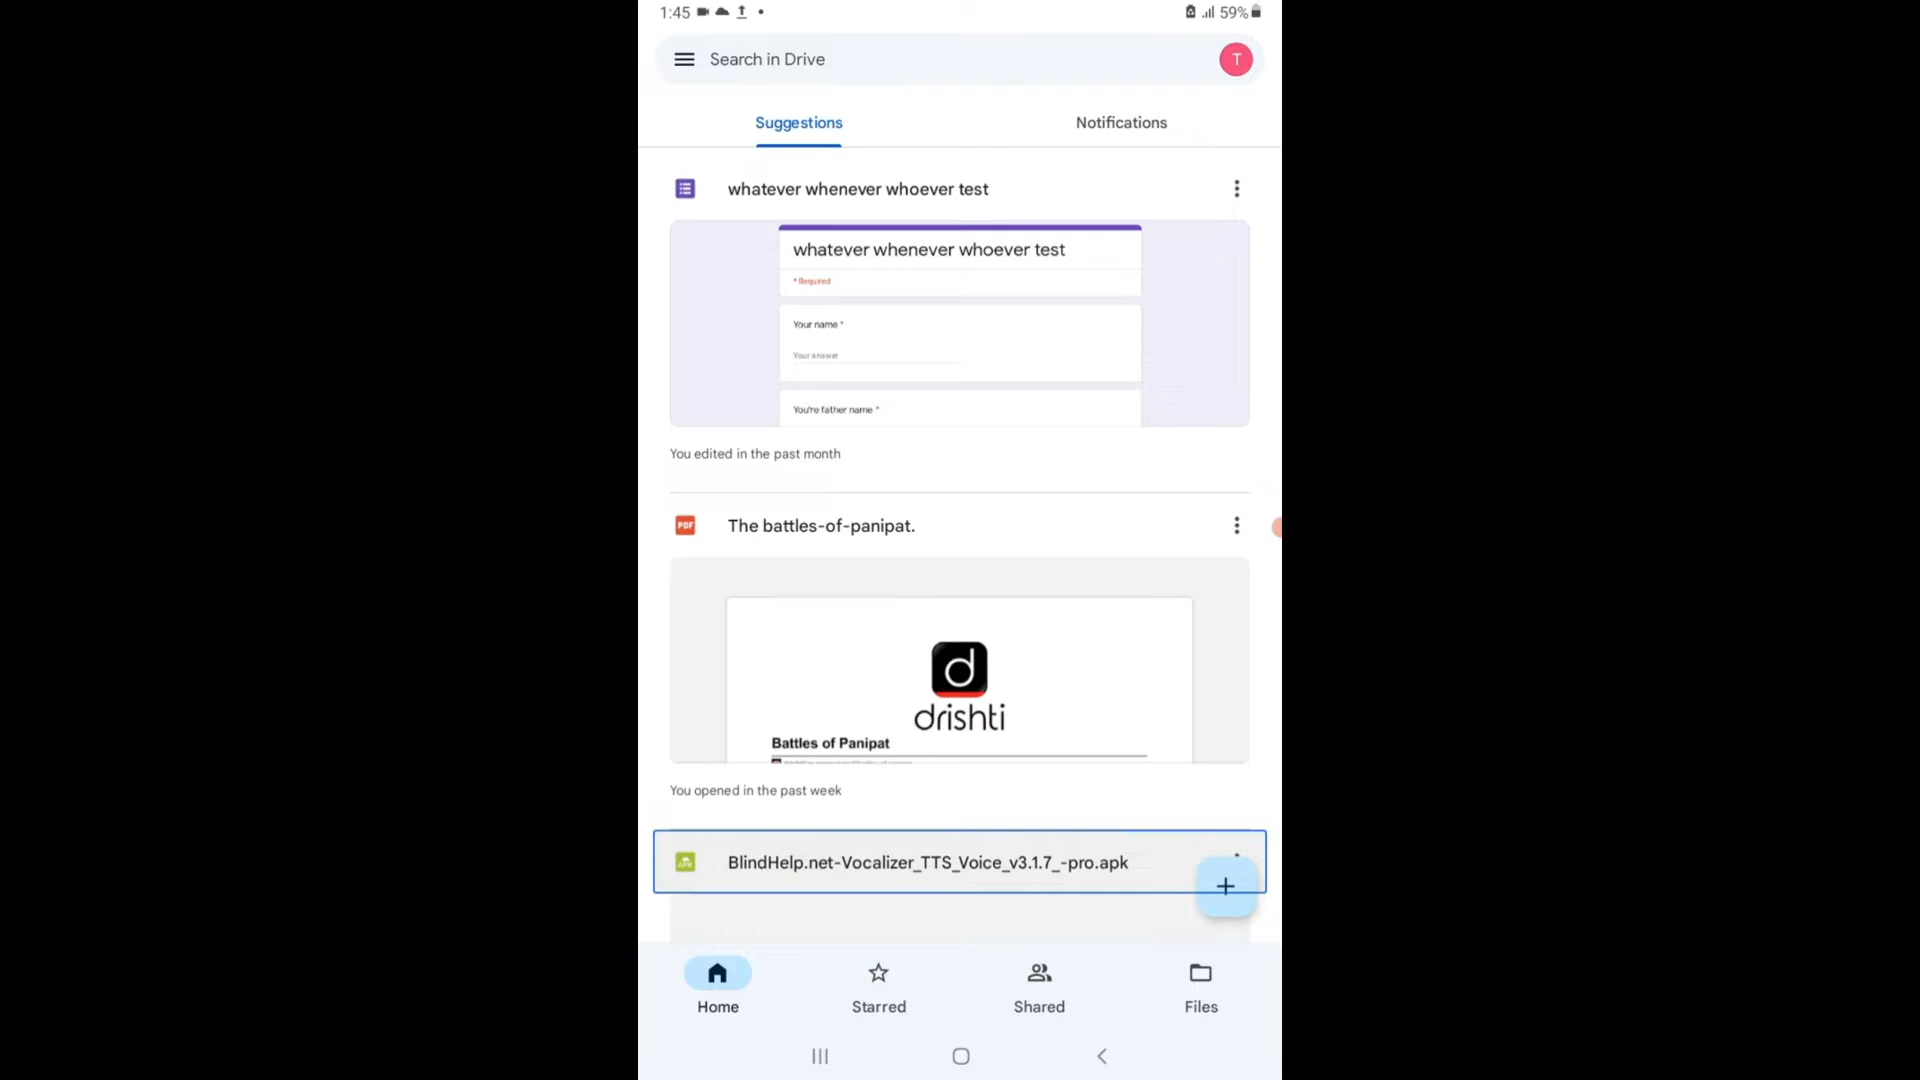 1:45 59%
Search in Drive T
Suggestions Notifications
whatever whenever whoever test
whatever whenever whoever test
* Required
Your name *
Your answer
You're father name *
You edited in the past month
PDF The battles-of-panipat.
d
drishti
Battles of Panipat
You opened in the past week
APK BlindHelp.net-Vocalizer_TTS_Voice_v3.1.7_-pro.apk
Home Starred Shared Files